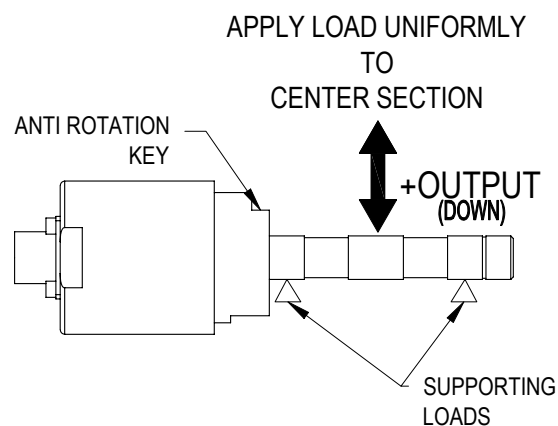 APPLY LOAD UNIFORMLY
TO
CENTER SECTION
ANTI ROTATION
KEY
+OUTPUT
(DOWN)
SUPPORTING
LOADS